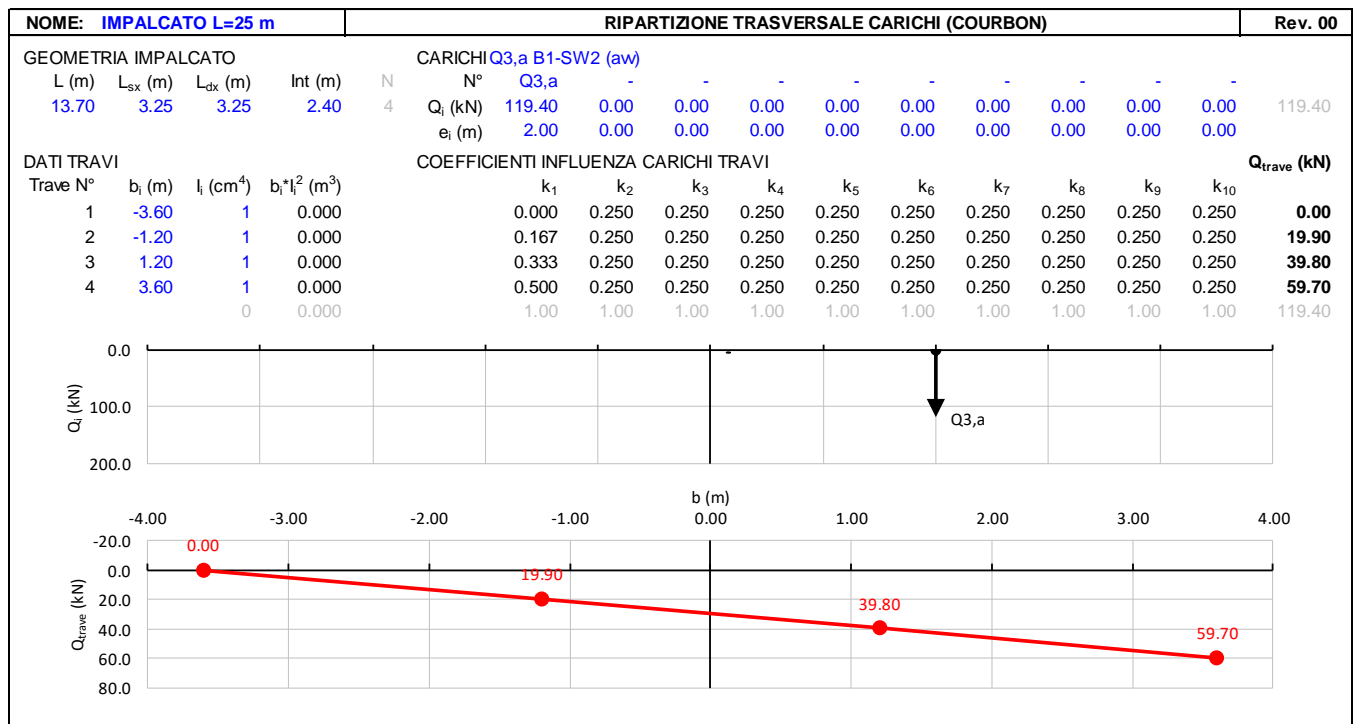 NOME: IMPALCATO L=25 m RIPARTIZIONE TRASVERSALE CARICHI (COURBON) Rev. 00
GEOMETRIA IMPALCATO CARICHI Q3,a B1-SW2 (aw)
L (m) Lsx (m) Ldx (m) Int (m) N N° Q3,a - - - - - - - - -
13.70 3.25 3.25 2.40 4 Qi (kN) 119.40 0.00 0.00 0.00 0.00 0.00 0.00 0.00 0.00 0.00 119.40
ei (m) 2.00 0.00 0.00 0.00 0.00 0.00 0.00 0.00 0.00 0.00
DATI TRAVI COEFFICIENTI INFLUENZA CARICHI TRAVI Qtrave (kN)
Trave N° bi (m) Ii (cm4) bi*Ii2 (m3) k1 k2 k3 k4 k5 k6 k7 k8 k9 k10
1 -3.60 1 0.000 0.000 0.250 0.250 0.250 0.250 0.250 0.250 0.250 0.250 0.250 0.00
2 -1.20 1 0.000 0.167 0.250 0.250 0.250 0.250 0.250 0.250 0.250 0.250 0.250 19.90
3 1.20 1 0.000 0.333 0.250 0.250 0.250 0.250 0.250 0.250 0.250 0.250 0.250 39.80
4 3.60 1 0.000 0.500 0.250 0.250 0.250 0.250 0.250 0.250 0.250 0.250 0.250 59.70
0 0.000 1.00 1.00 1.00 1.00 1.00 1.00 1.00 1.00 1.00 1.00 119.40
0.0
-
100.0
200.0
Qi (kN)
Q3,a
b (m)
-4.00 -3.00 -2.00 -1.00 0.00 1.00 2.00 3.00 4.00
-20.0
0.0
20.0
40.0
60.0
80.0
Qtrave (kN)
0.00
19.90
39.80
59.70